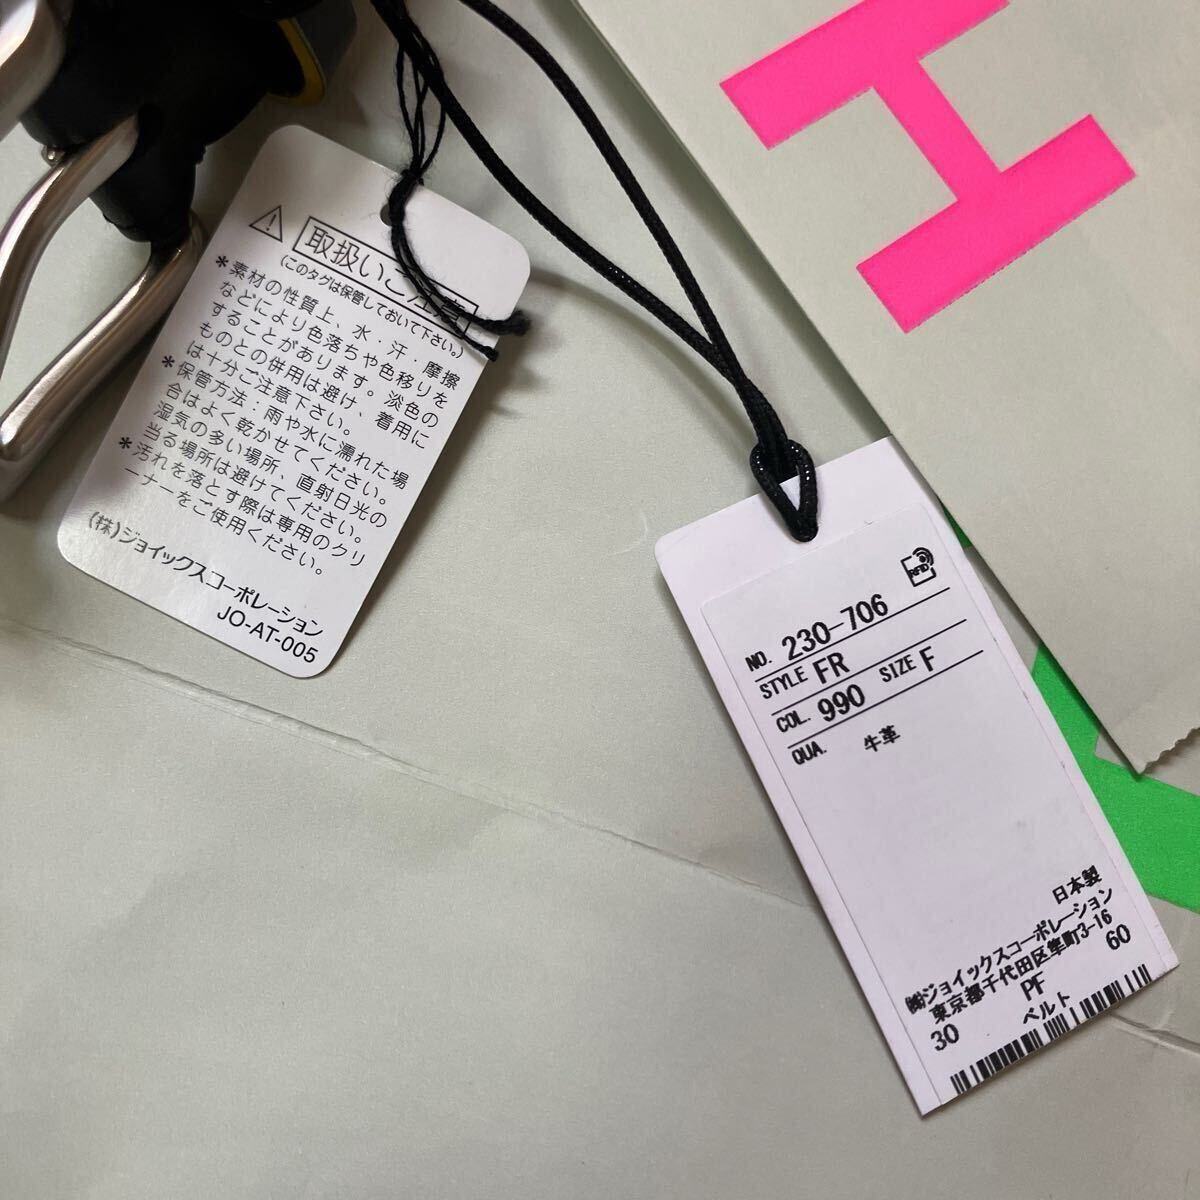 取扱いご注意
(このタグは保管しておいて下さい。)
*素材の性質上、水・汗・摩擦
などにより色落ちや色移りを
することがあります。淡色の
ものとの併用は避け、着用に
は十分ご注意下さい。
*保管方法:雨や水に濡れた場
合はよく乾かせてください。
湿気の多い場所、直射日光の
当る場所は避けてください。
*汚れを落とす際は専用のクリ
ーナーをご使用ください。
(株)ジョイックスコーポレーション
JO-AT-005
H
RFID
NO. 230-706
STYLE FR
COL. 990 SIZE F
QUA. 牛革
日本製
㈱ジョイックスコーポレーション
東京都千代田区隼町3-16
PF 60
30 ベルト